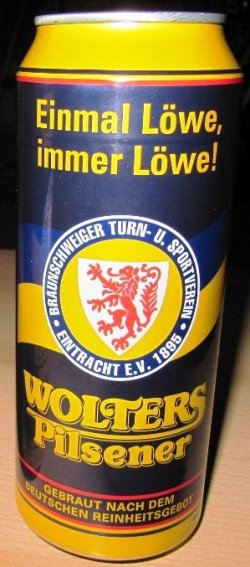 Einmal Löwe,
immer Löwe!
BRAUNSCHWEIGER TURN- U. SPORTVEREIN
• EINTRACHT E.V. 1895 •
WOLTERS
Pilsener
GEBRAUT NACH DEM
DEUTSCHEN REINHEITSGEBOT